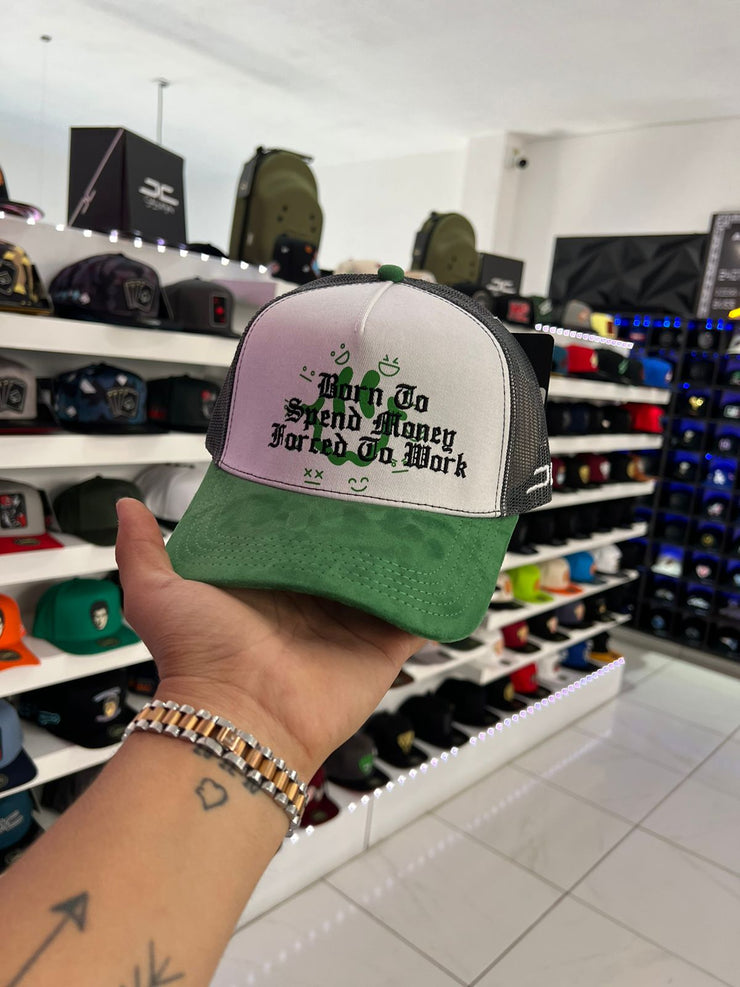 Born To
Spend Money
Forced To Work